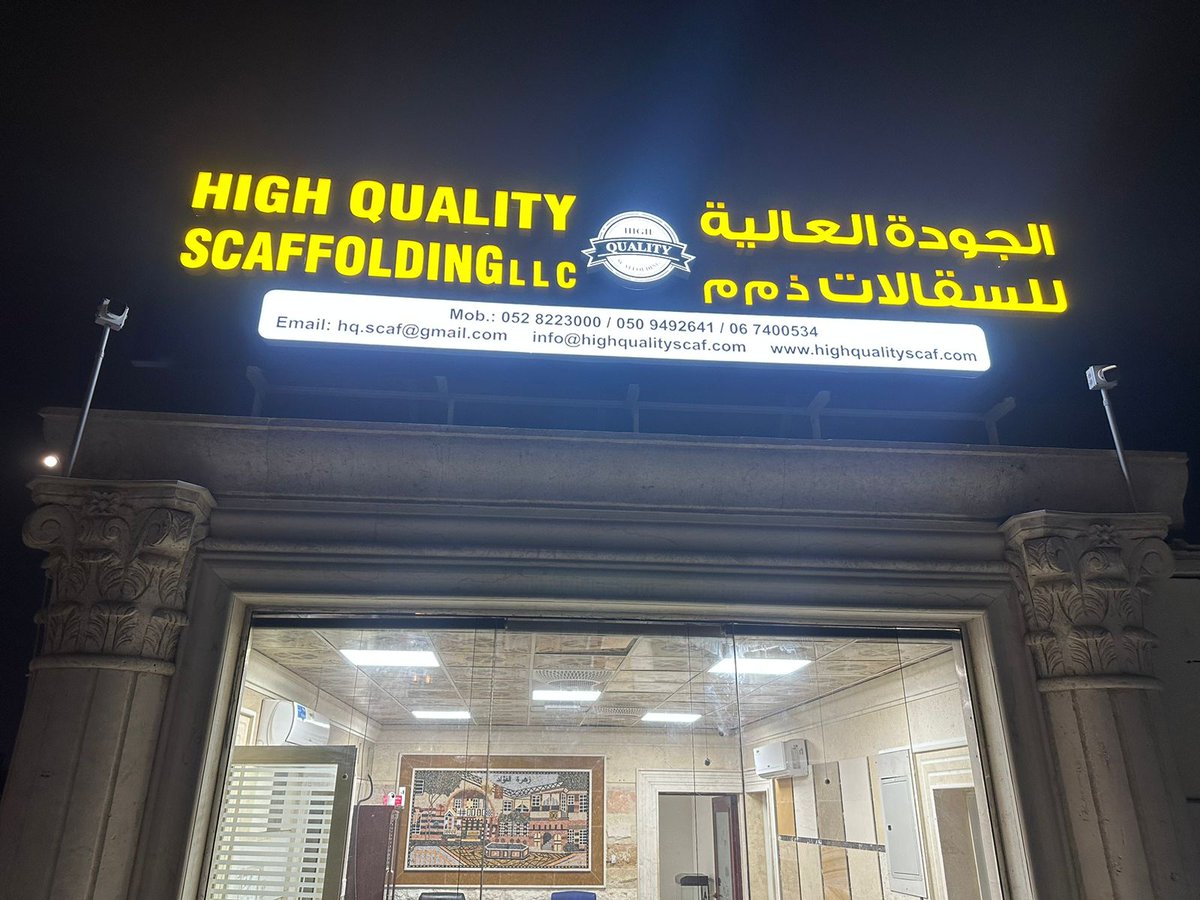 HIGH QUALITY
SCAFFOLDING LLC
HIGH
QUALITY
SCAFFOLDING
الجودة العالية
للسقالات ذ م م
Mob.: 052 8223000 / 050 9492641 / 06 7400534
Email: hq.scaf@gmail.com info@highqualityscaf.com www.highqualityscaf.com